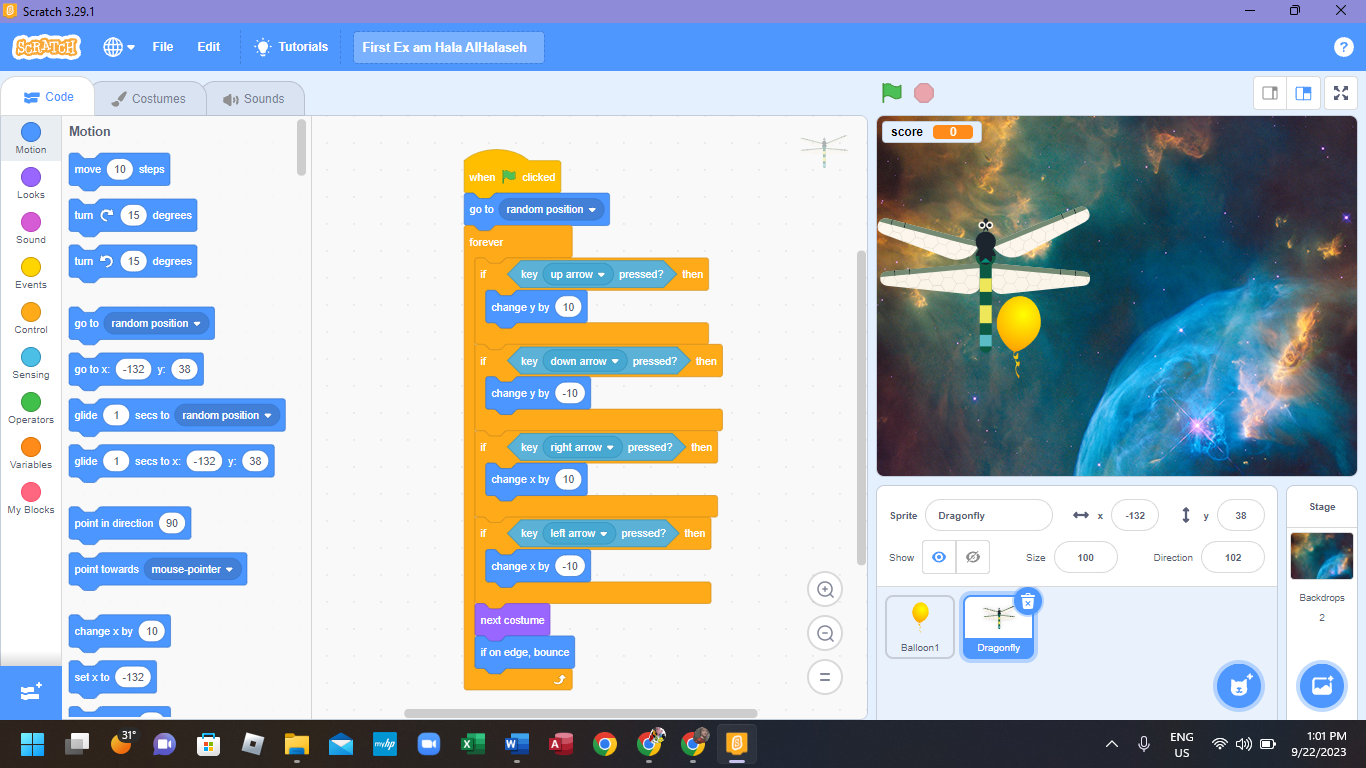 Scratch 3.29.1
SCRATCH
File
Edit
Tutorials
First Ex am Hala AlHalaseh
?
Code
Costumes
Sounds
Motion
Looks
Sound
Events
Control
Sensing
Operators
Variables
My Blocks
Motion
move 10 steps
turn 15 degrees
turn 15 degrees
go to random position
go to x: -132 y: 38
glide 1 secs to random position
glide 1 secs to x: -132 y: 38
point in direction 90
point towards mouse-pointer
change x by 10
set x to -132
when clicked
go to random position
forever
if key up arrow pressed? then
change y by 10
if key down arrow pressed? then
change y by -10
if key right arrow pressed? then
change x by 10
if key left arrow pressed? then
change x by -10
next costume
if on edge, bounce
score 0
Sprite Dragonfly x -132 y 38
Show Size 100 Direction 102
Balloon1
Dragonfly
Stage
Backdrops
2
31°
myhp
ENG
US
1:01 PM
9/22/2023